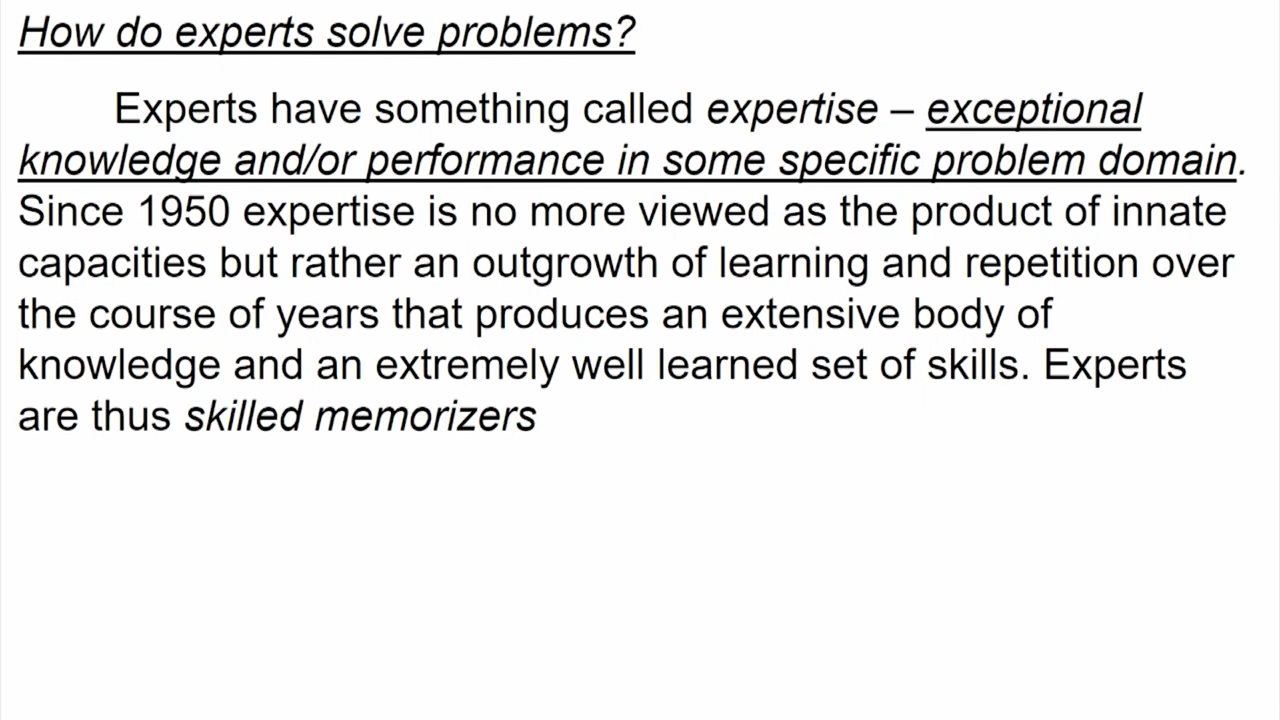 How do experts solve problems?
Experts have something called expertise – exceptional
knowledge and/or performance in some specific problem domain.
Since 1950 expertise is no more viewed as the product of innate
capacities but rather an outgrowth of learning and repetition over
the course of years that produces an extensive body of
knowledge and an extremely well learned set of skills. Experts
are thus skilled memorizers